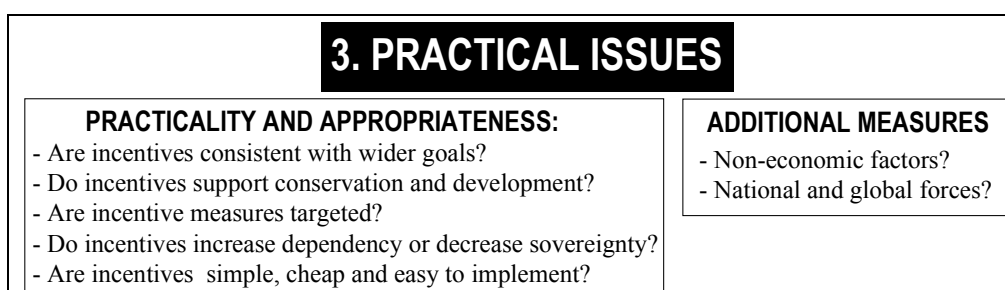 3. PRACTICAL ISSUES
PRACTICALITY AND APPROPRIATENESS:
- Are incentives consistent with wider goals?
- Do incentives support conservation and development?
- Are incentive measures targeted?
- Do incentives increase dependency or decrease sovereignty?
- Are incentives simple, cheap and easy to implement?
ADDITIONAL MEASURES
- Non-economic factors?
- National and global forces?